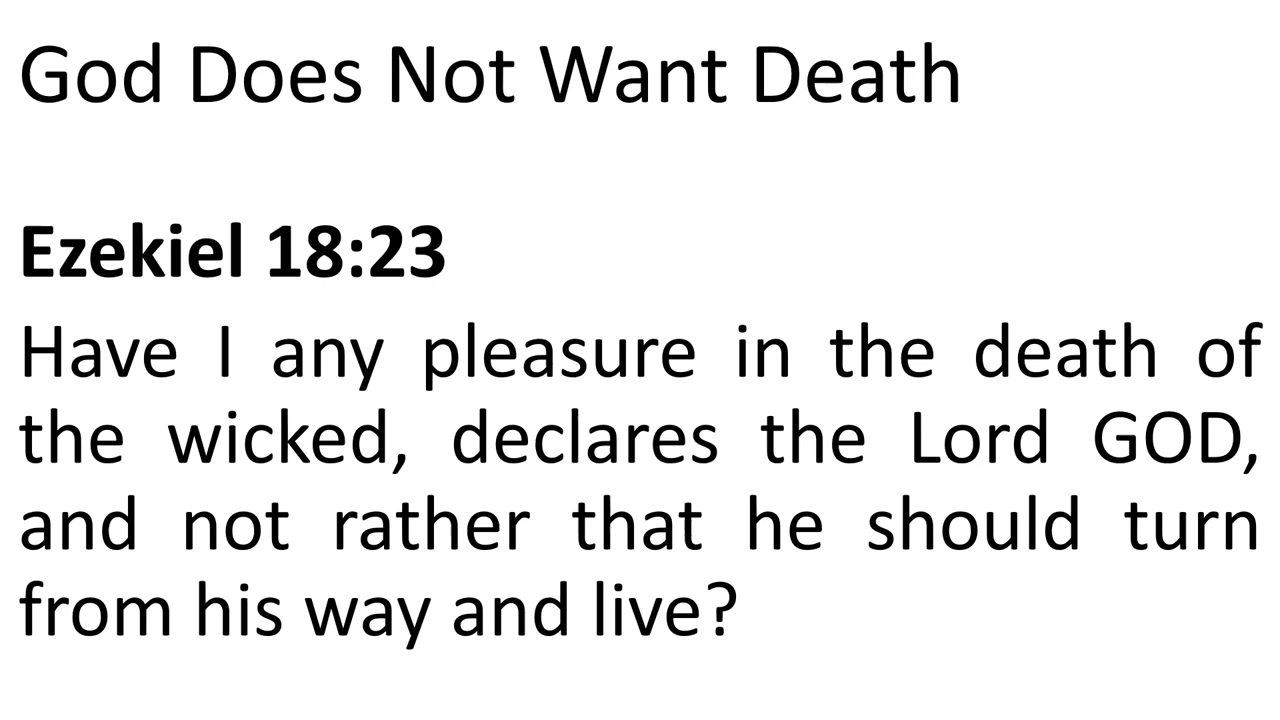 God Does Not Want Death
Ezekiel 18:23
Have I any pleasure in the death of
the wicked, declares the Lord GOD,
and not rather that he should turn
from his way and live?